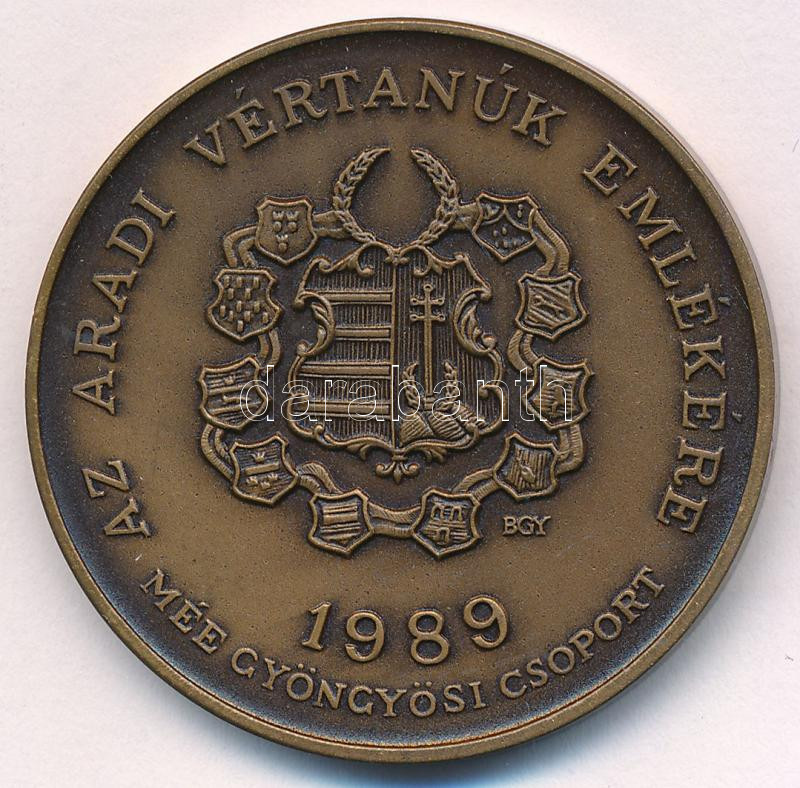 AZ ARADI VÉRTANÚK EMLÉKÉRE
darabanth
BGY
1989
MÉE GYÖNGYÖSI CSOPORT